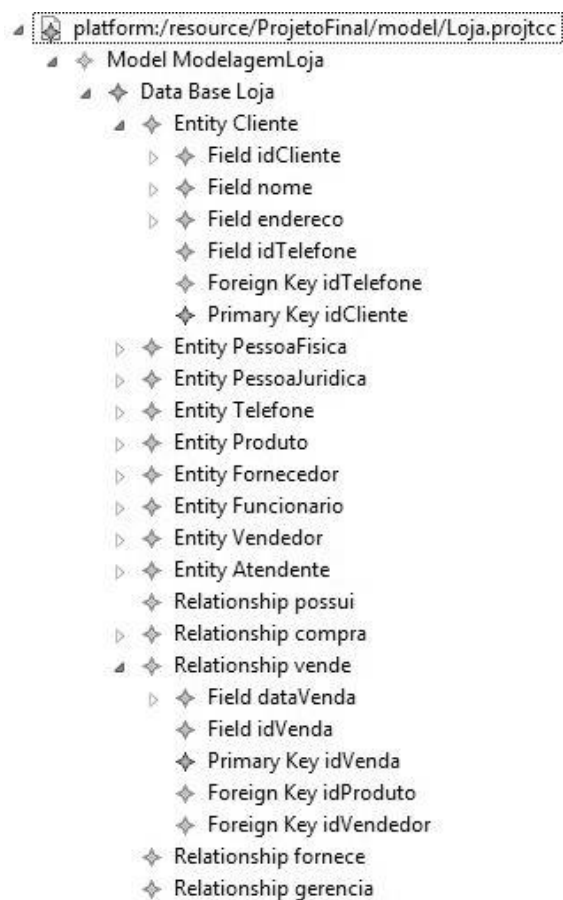 platform:/resource/ProjetoFinal/model/Loja.projtcc
Model ModelagemLoja
Data Base Loja
Entity Cliente
Field idCliente
Field nome
Field endereco
Field idTelefone
Foreign Key idTelefone
Primary Key idCliente
Entity PessoaFisica
Entity PessoaJuridica
Entity Telefone
Entity Produto
Entity Fornecedor
Entity Funcionario
Entity Vendedor
Entity Atendente
Relationship possui
Relationship compra
Relationship vende
Field dataVenda
Field idVenda
Primary Key idVenda
Foreign Key idProduto
Foreign Key idVendedor
Relationship fornece
Relationship gerencia